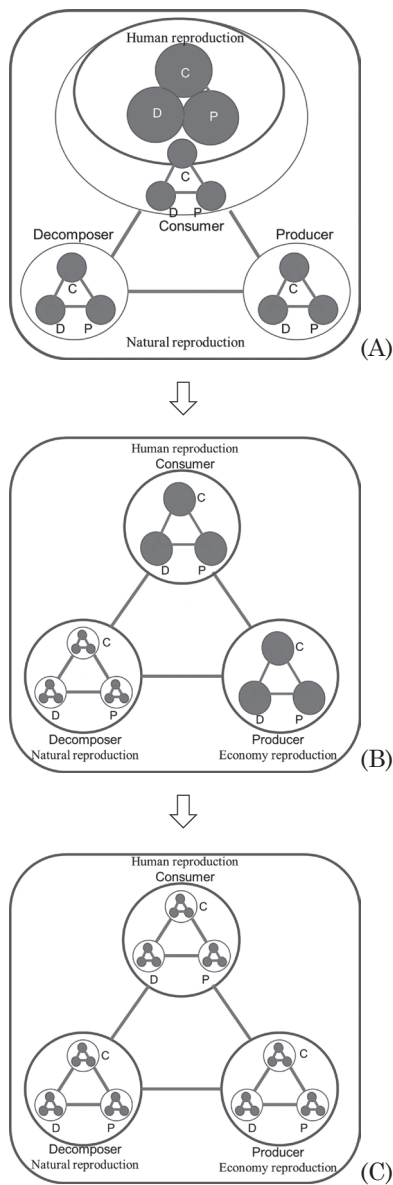 Human reproduction
C
D P
C
D P
Consumer
Decomposer Producer
C C
D P D P
Natural reproduction
(A)
Human reproduction
Consumer
C
D P
C C
D P D P
Decomposer Producer
Natural reproduction Economy reproduction
(B)
Human reproduction
Consumer
C
D P
C C
D P D P
Decomposer Producer
Natural reproduction Economy reproduction
(C)